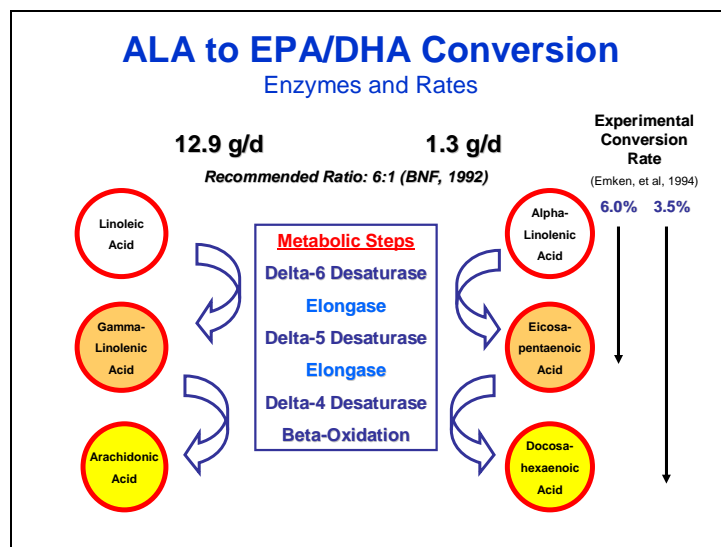 ALA to EPA/DHA Conversion
Enzymes and Rates
12.9 g/d
1.3 g/d
Recommended Ratio: 6:1 (BNF, 1992)
Experimental
Conversion
Rate
(Emken, et al, 1994)
6.0% 3.5%
Linoleic
Acid
Gamma-
Linolenic
Acid
Arachidonic
Acid
Metabolic Steps
Delta-6 Desaturase
Elongase
Delta-5 Desaturase
Elongase
Delta-4 Desaturase
Beta-Oxidation
Alpha-
Linolenic
Acid
Eicosa-
pentaenoic
Acid
Docosa-
hexaenoic
Acid